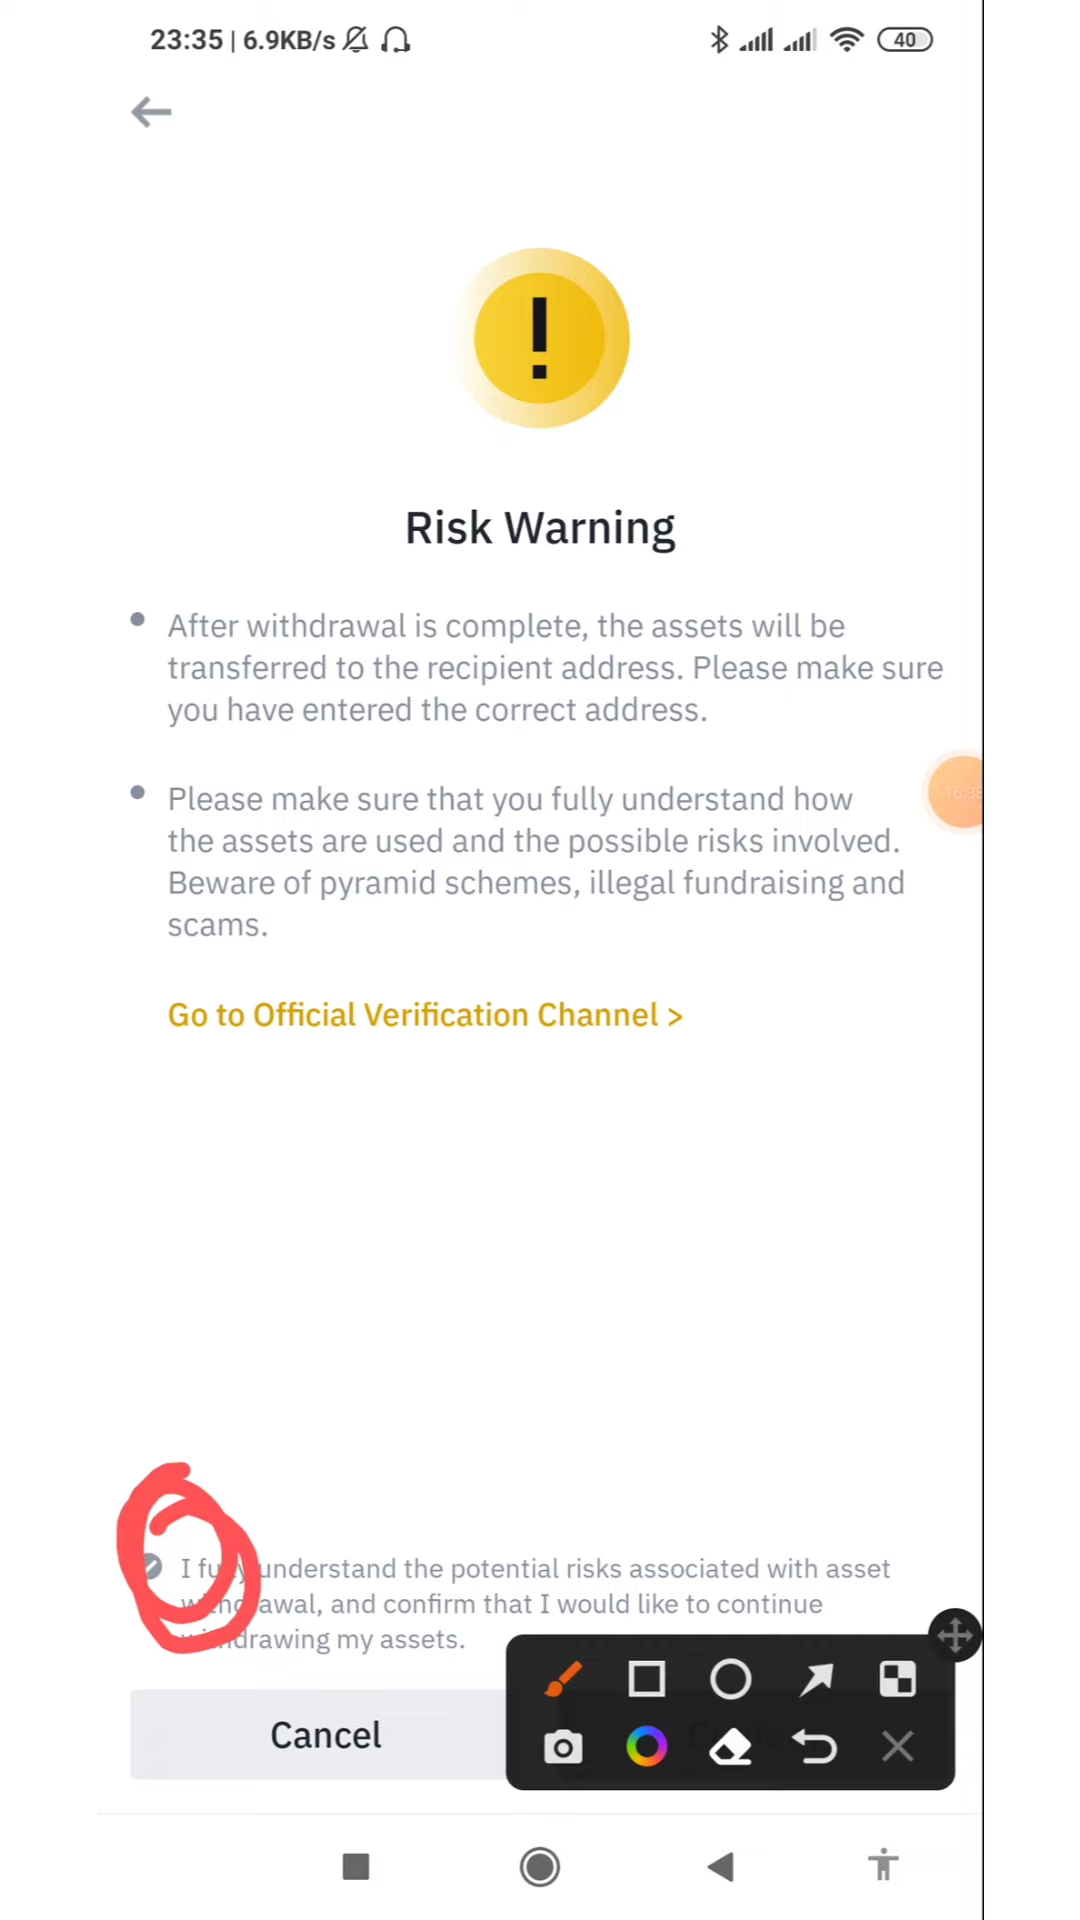 23:35 | 6.9KB/s
40
Risk Warning
After withdrawal is complete, the assets will be
transferred to the recipient address. Please make sure
you have entered the correct address.
Please make sure that you fully understand how
the assets are used and the possible risks involved.
Beware of pyramid schemes, illegal fundraising and
scams.
Go to Official Verification Channel >
I fully understand the potential risks associated with asset
withdrawal, and confirm that I would like to continue
withdrawing my assets.
Cancel